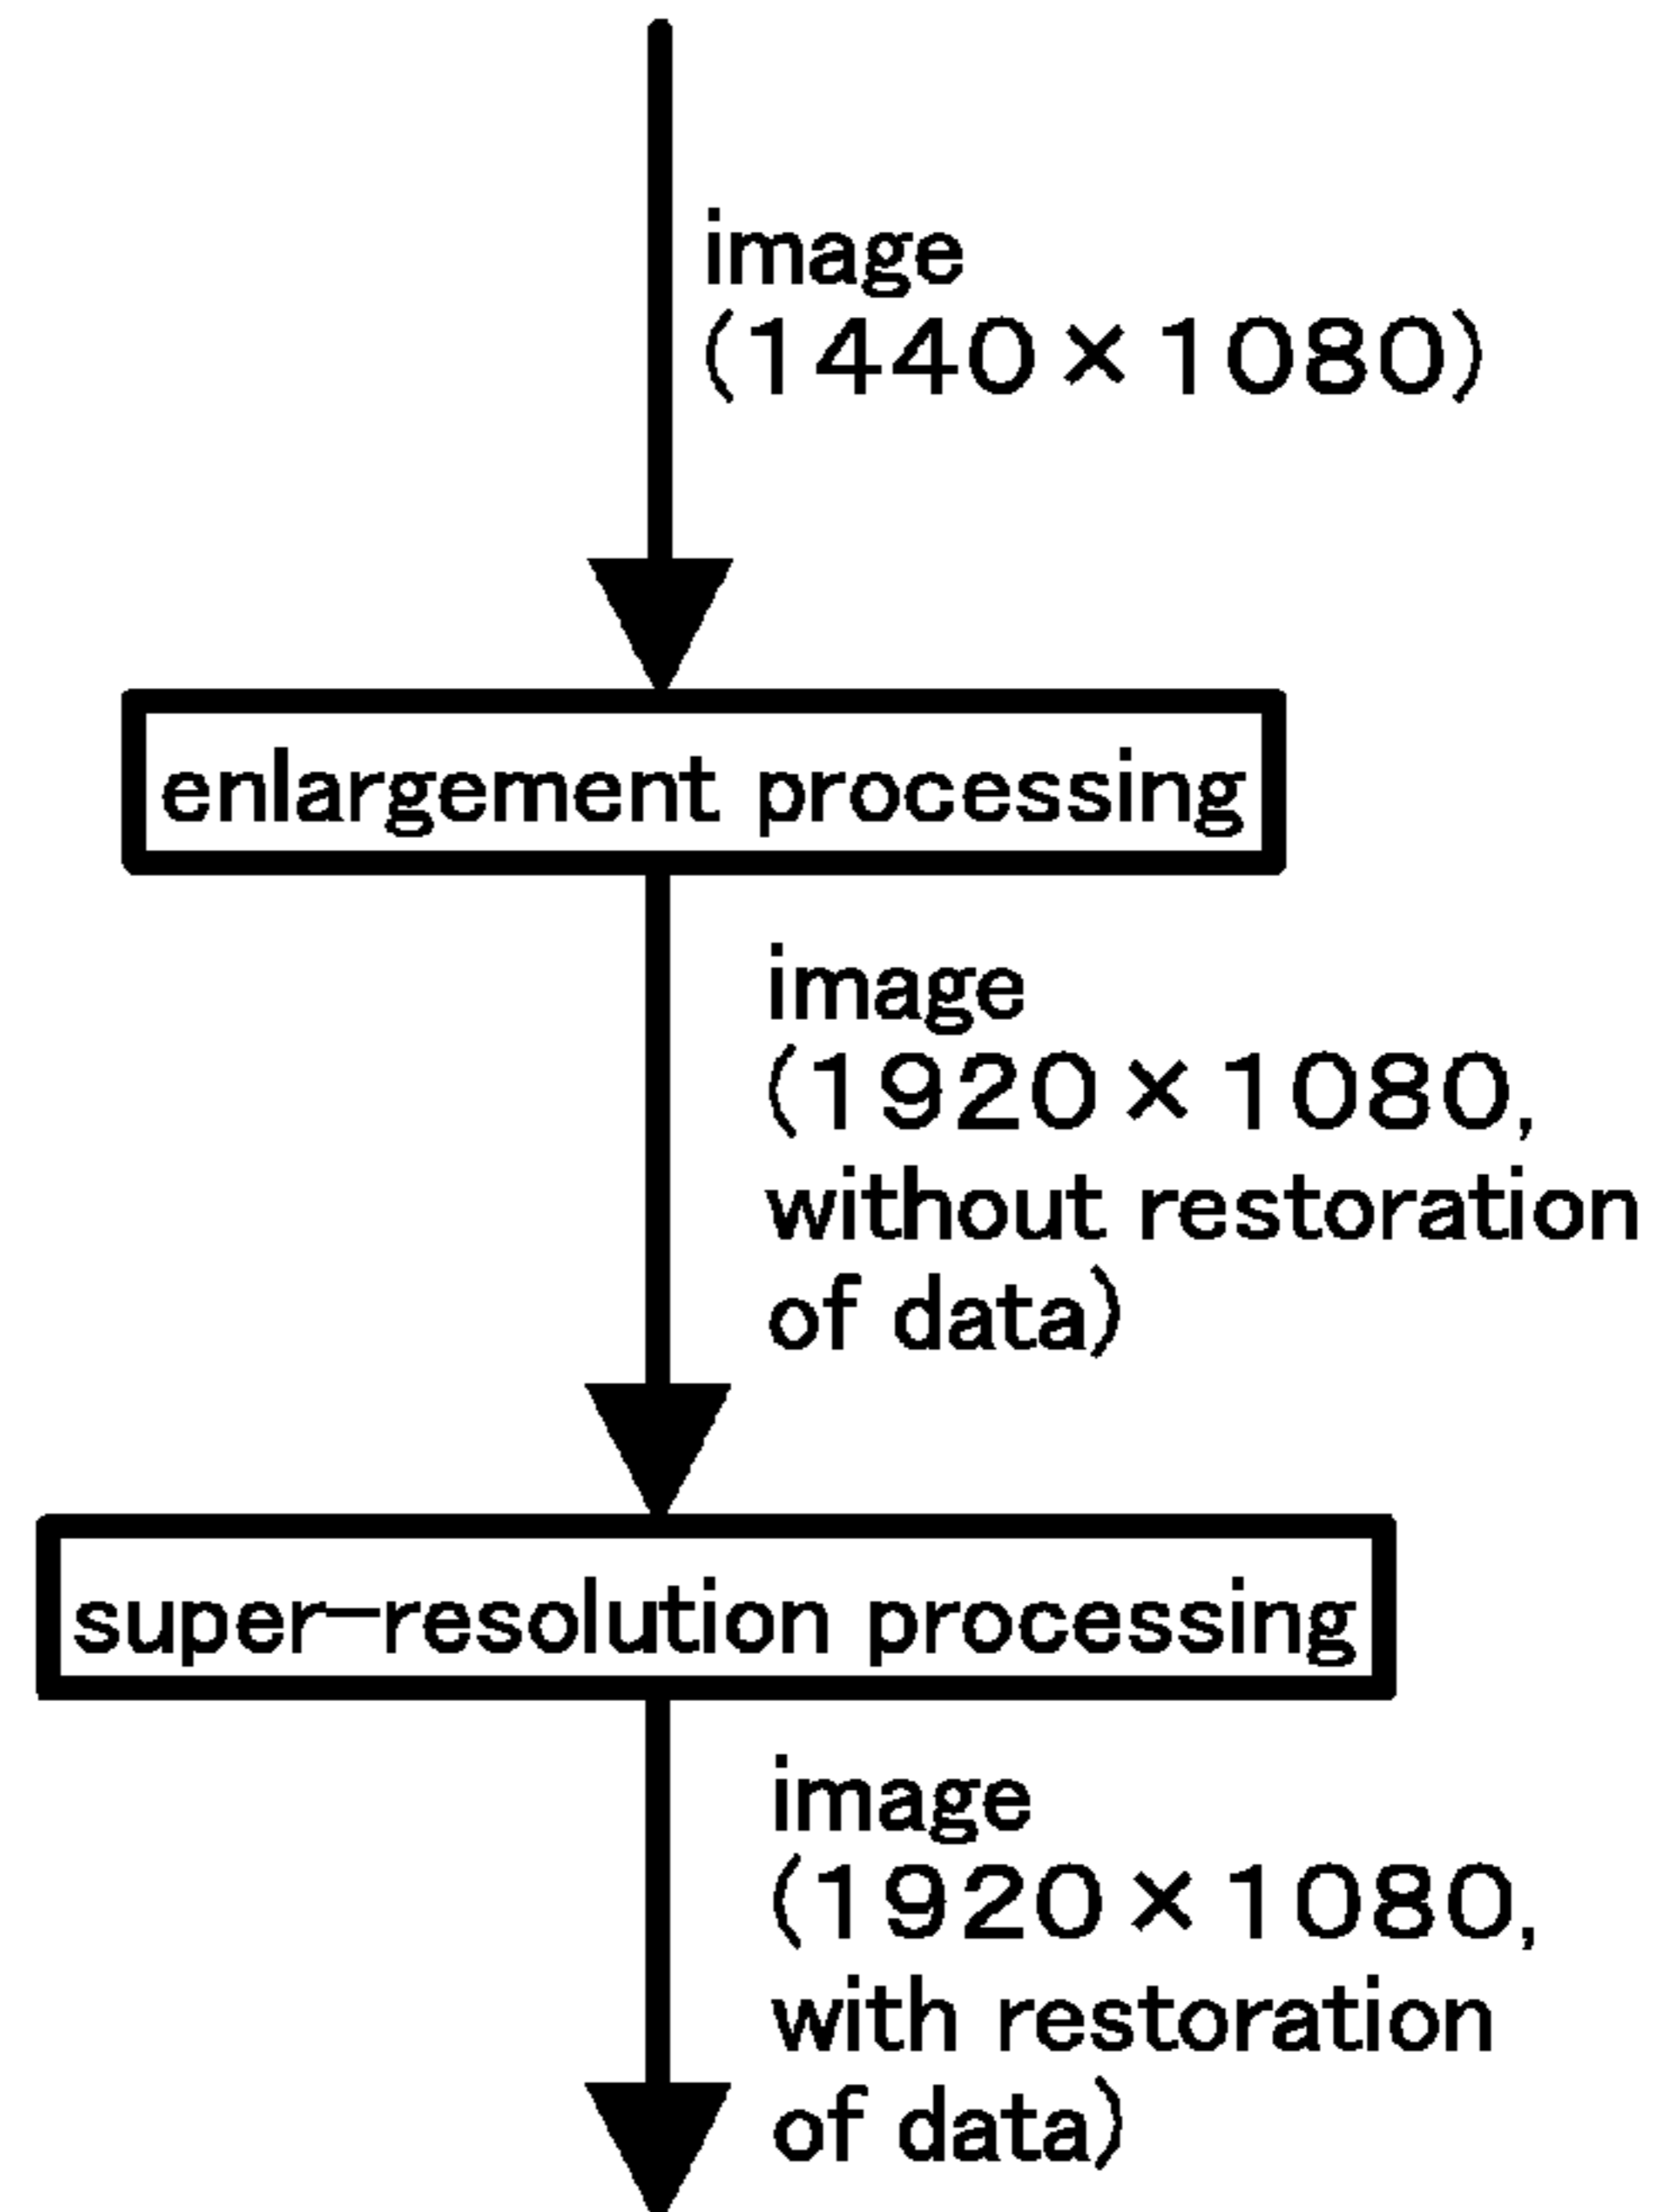 image
(1440×1080)
enlargement processing
image
(1920×1080,
without restoration
of data)
super-resolution processing
image
(1920×1080,
with restoration
of data)